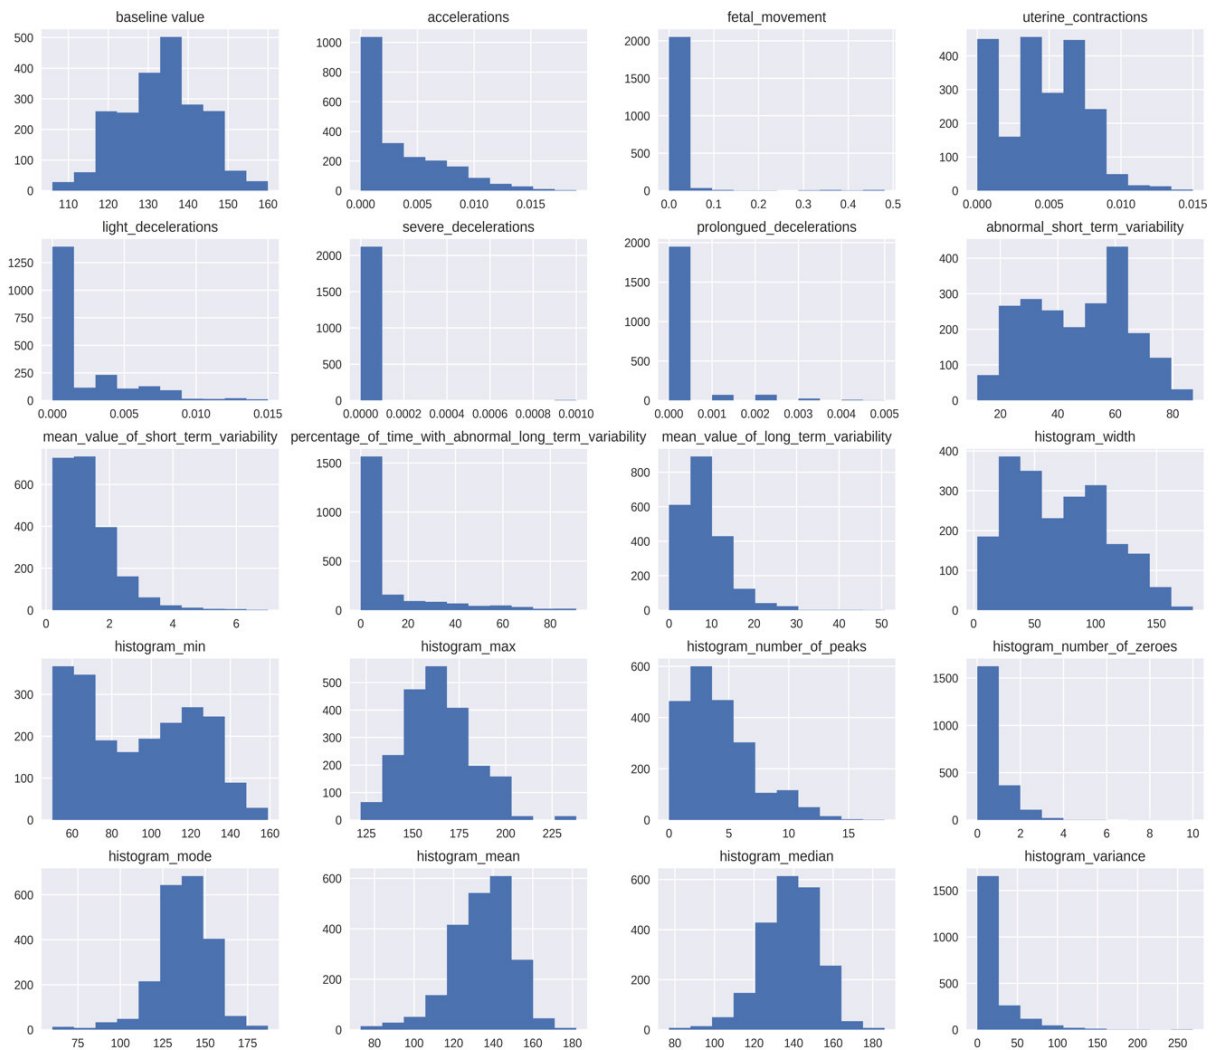 baseline value
accelerations
fetal_movement
uterine_contractions
500
400
300
200
100
0
110 120 130 140 150 160
1000
800
600
400
200
0
0.000 0.005 0.010 0.015
2000
1500
1000
500
0
0.0 0.1 0.2 0.3 0.4 0.5
400
300
200
100
0
0.000 0.005 0.010 0.015
light_decelerations
severe_decelerations
prolongued_decelerations
abnormal_short_term_variability
1250
1000
750
500
250
0
0.000 0.005 0.010 0.015
2000
1500
1000
500
0
0.0000 0.0002 0.0004 0.0006 0.0008 0.0010
2000
1500
1000
500
0
0.000 0.001 0.002 0.003 0.004 0.005
400
300
200
100
0
20 40 60 80
mean_value_of_short_term_variability
percentage_of_time_with_abnormal_long_term_variability
mean_value_of_long_term_variability
histogram_width
600
400
200
0
0 2 4 6
1500
1000
500
0
0 20 40 60 80
800
600
400
200
0
0 10 20 30 40 50
400
300
200
100
0
0 50 100 150
histogram_min
histogram_max
histogram_number_of_peaks
histogram_number_of_zeroes
300
200
100
0
60 80 100 120 140 160
500
400
300
200
100
0
125 150 175 200 225
600
400
200
0
0 5 10 15
1500
1000
500
0
0 2 4 6 8 10
histogram_mode
histogram_mean
histogram_median
histogram_variance
600
400
200
0
75 100 125 150 175
600
500
400
300
200
100
0
80 100 120 140 160 180
600
500
400
300
200
100
0
80 100 120 140 160 180
1500
1000
500
0
0 50 100 150 200 250